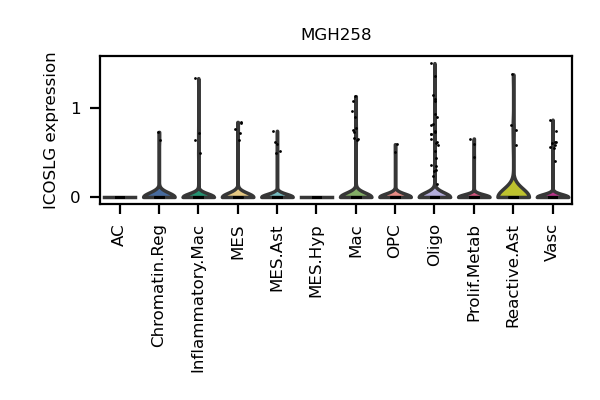 MGH258
ICOSLG expression
1
0
AC
Chromatin.Reg
Inflammatory.Mac
MES
MES.Ast
MES.Hyp
Mac
OPC
Oligo
Prolif.Metab
Reactive.Ast
Vasc